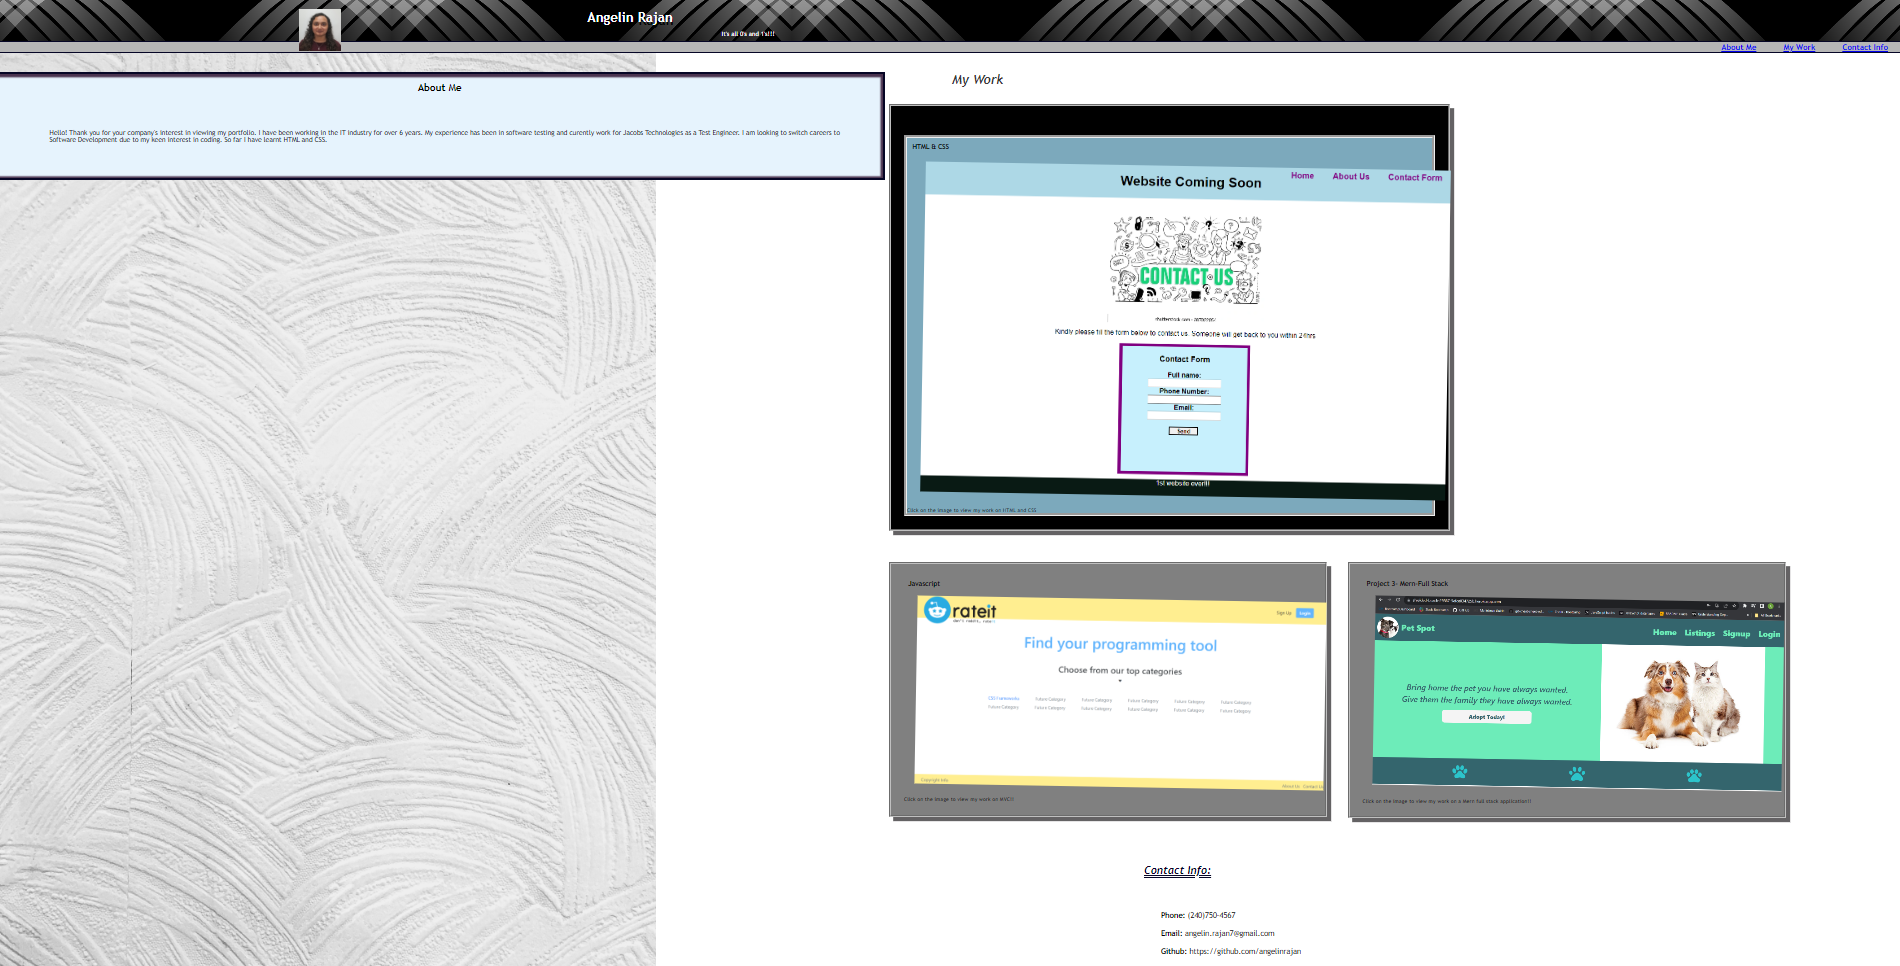 Angelin Rajan
It's all 0's and 1's!!!
About Me
My Work
Contact Info
About Me
Hello! Thank you for your company's interest in viewing my portfolio. I have been working in the IT industry for over 6 years. My experience has been in software testing and curently work for Jacobs Technologies as a Test Engineer. I am looking to switch careers to
Software Development due to my keen interest in coding. So far I have learnt HTML and CSS.
My Work
HTML & CSS
Website Coming Soon
Home
About Us
Contact Form
CONTACT US
Kindly please fill the form below to contact us. Someone will get back to you within 24hrs
Contact Form
Full name:
Phone Number:
Email:
Send
1st website ever!!!
Click on the image to view my work on HTML and CSS
Javascript
rateit
Sign Up
Login
Find your programming tool
Choose from our top categories
CSS Frameworks
Future Category
Future Category
Future Category
Future Category
Future Category
Future Category
Future Category
Future Category
Future Category
Future Category
Future Category
About Us
Contact Us
Click on the image to view my work on MVC!!
Project 3- Mern-Full Stack
Pet Spot
Home
Listings
Signup
Login
Bring home the pet you have always wanted.
Give them the family they have always wanted.
Adopt Today!
Click on the image to view my work on a Mern full stack application!!
Contact Info:
Phone: (240)750-4567
Email: angelin.rajan7@gmail.com
Github: https://github.com/angelinrajan